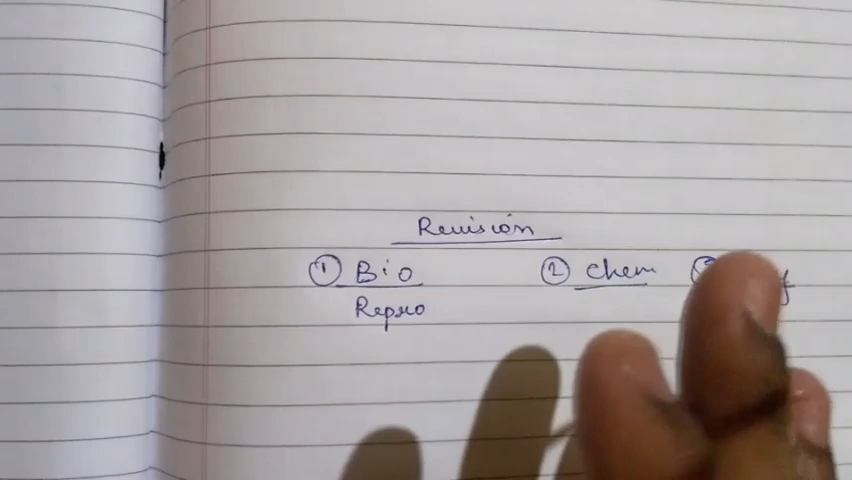 Revision
① Bio ② Chem
Repro